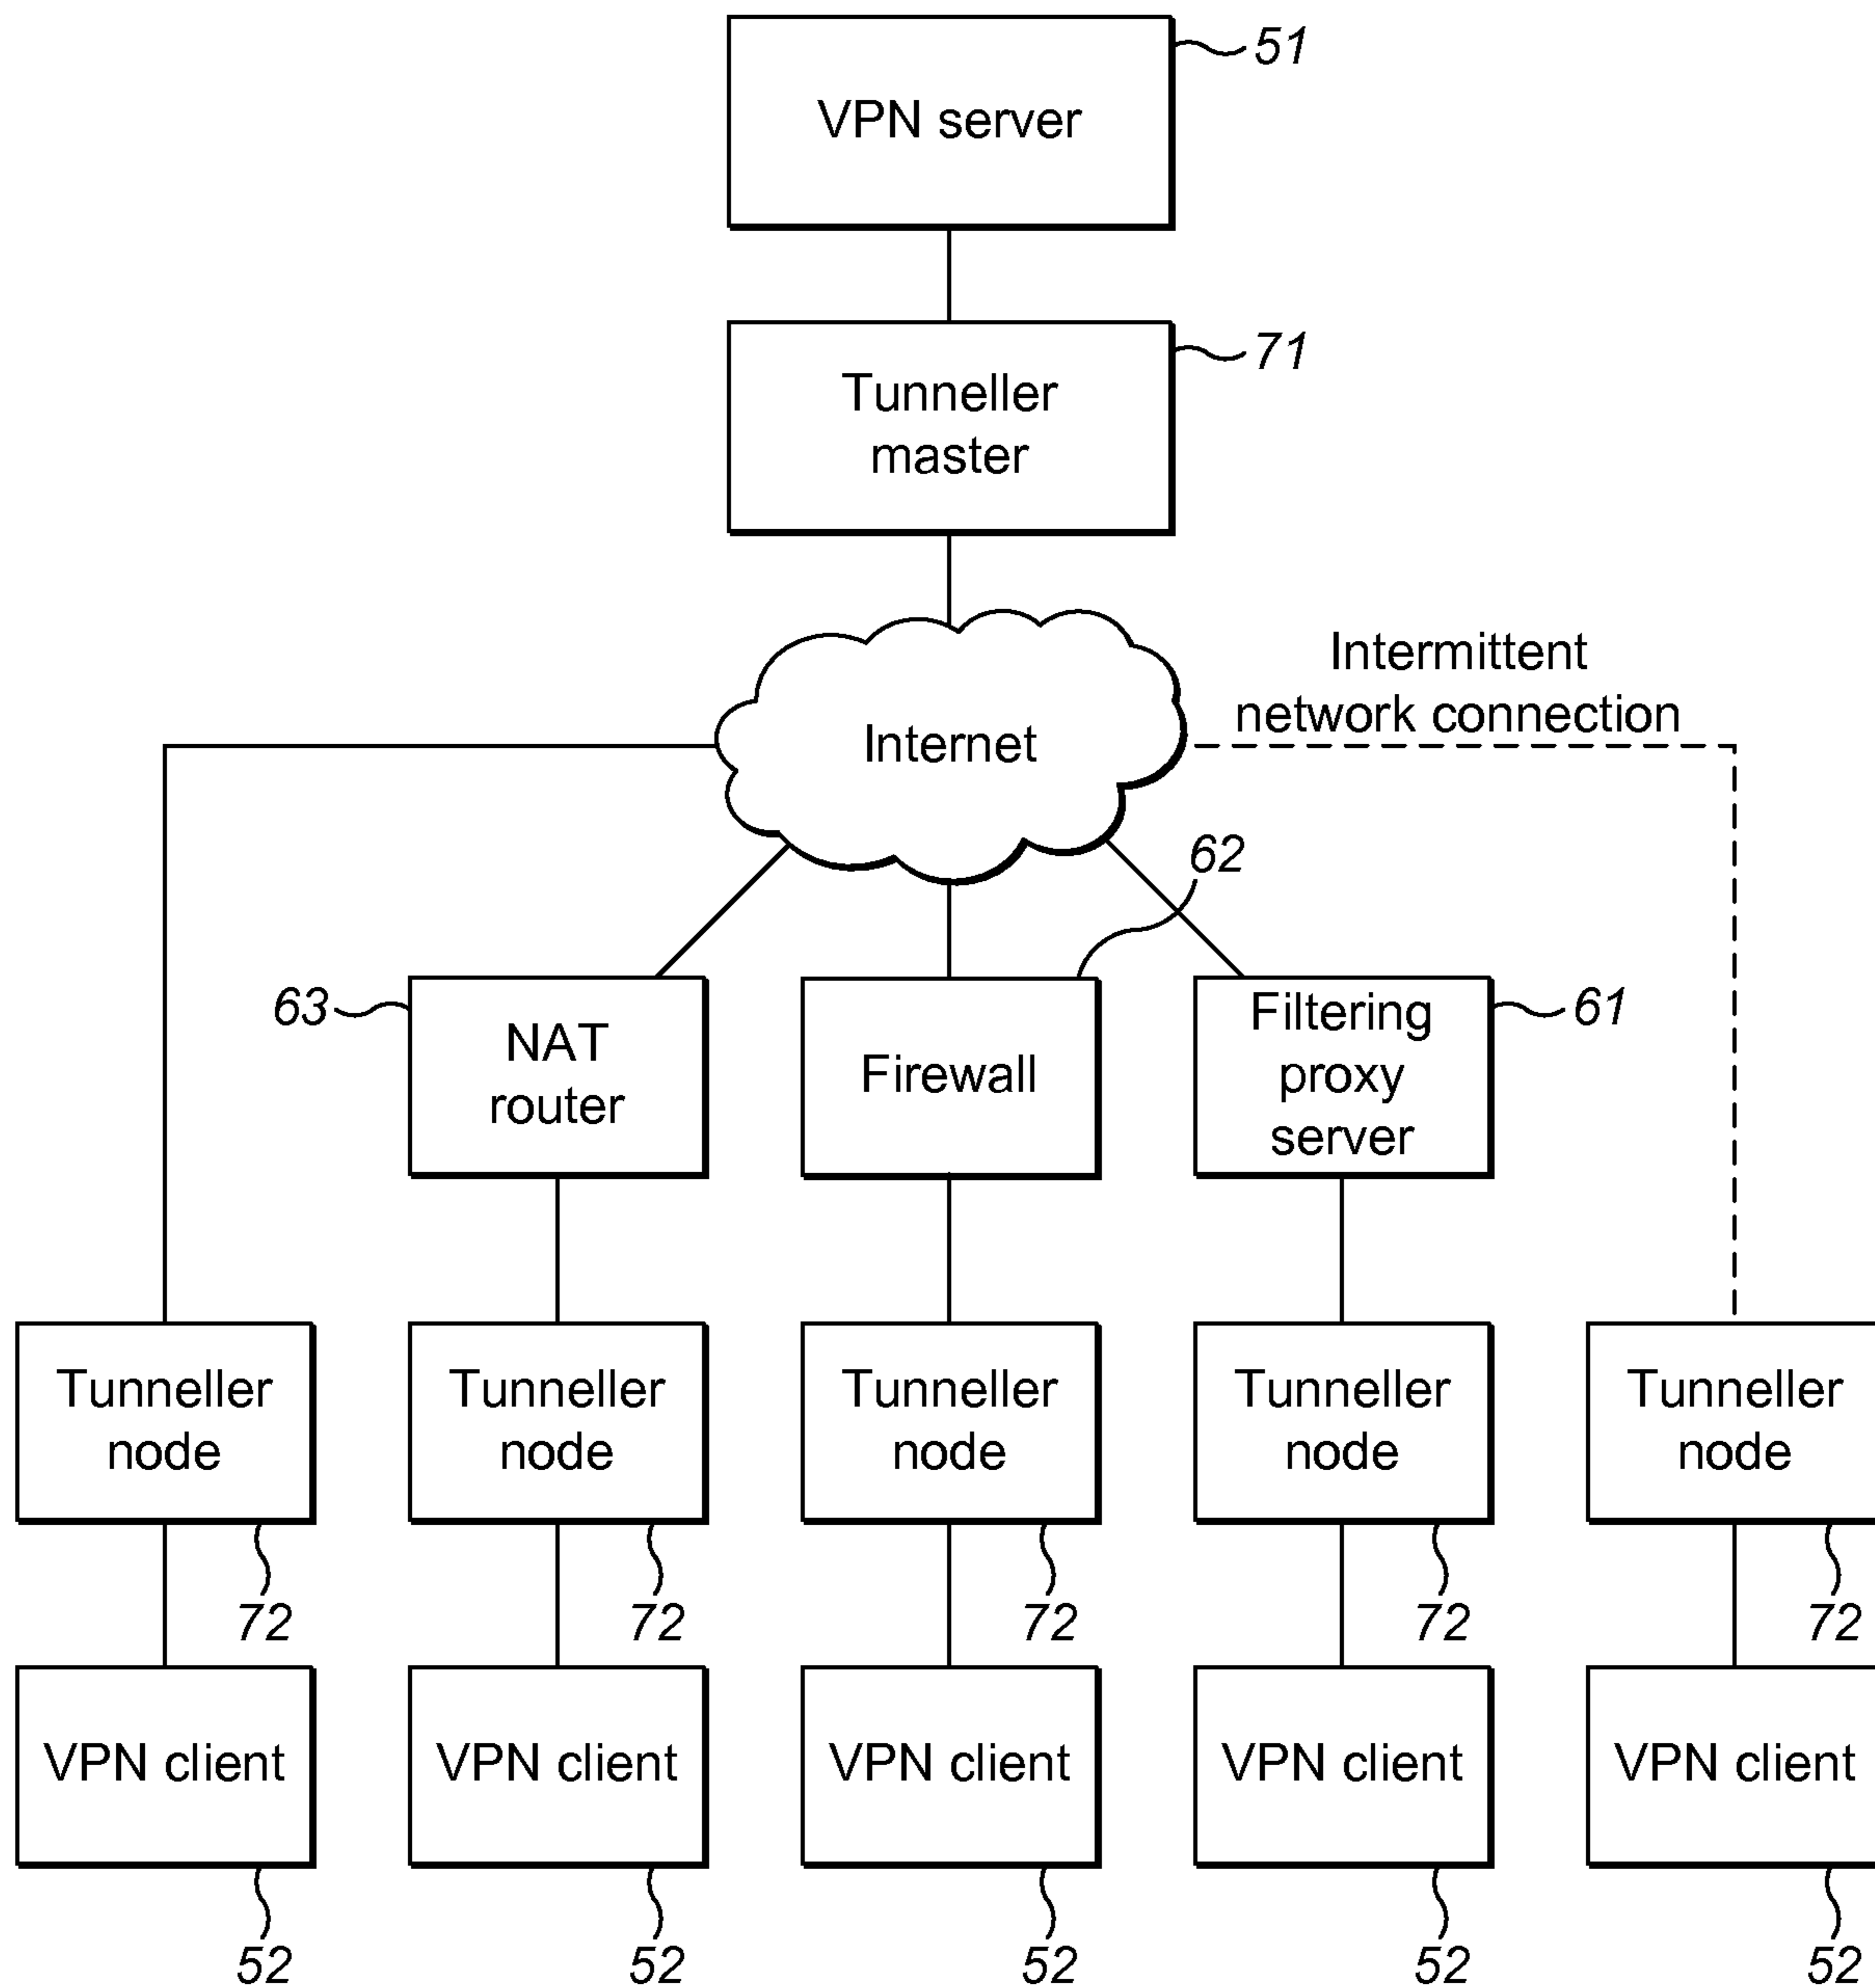 VPN server
51
Tunneller
master
71
Internet
Intermittent
network connection
62
63
NAT
router
Firewall
Filtering
proxy
server
61
Tunneller
node
Tunneller
node
Tunneller
node
Tunneller
node
Tunneller
node
72
72
72
72
72
VPN client
VPN client
VPN client
VPN client
VPN client
52
52
52
52
52